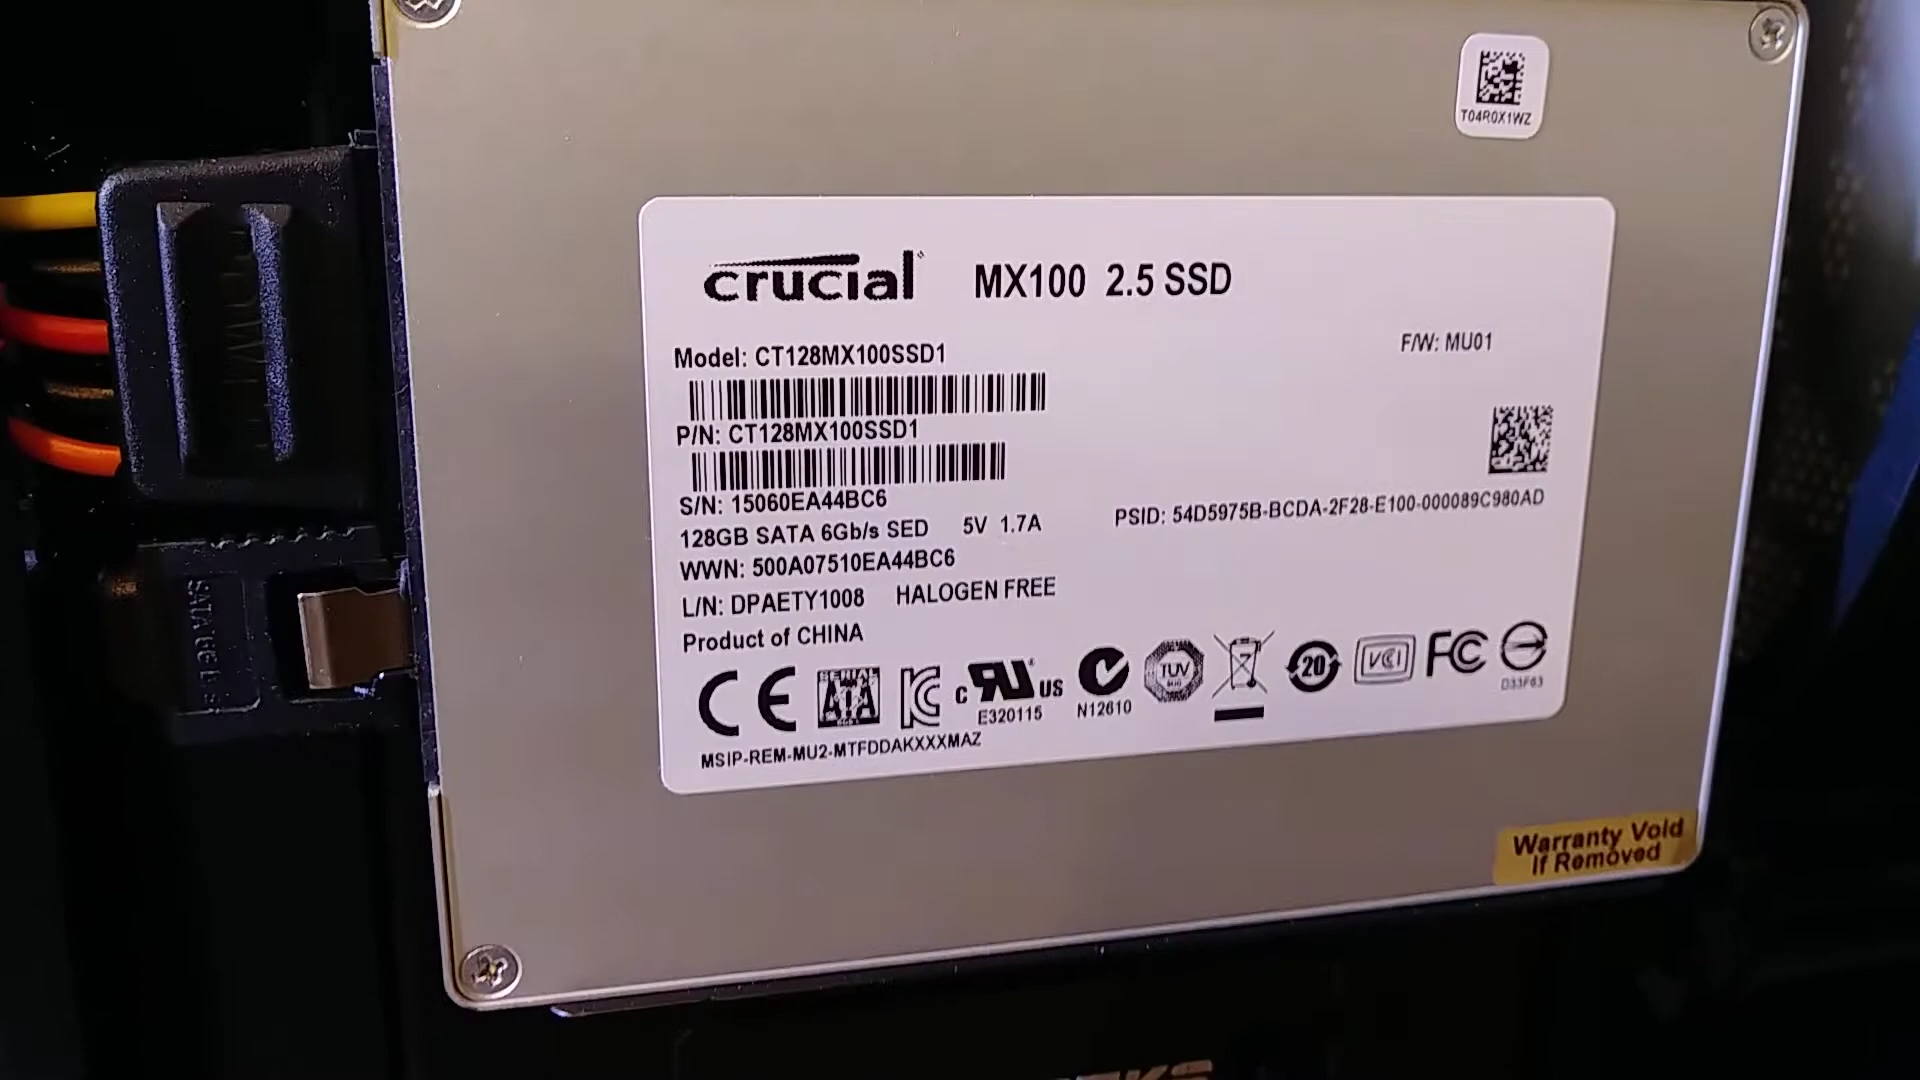 T04R0X1WZ
crucial MX100 2.5 SSD
Model: CT128MX100SSD1
F/W: MU01
P/N: CT128MX100SSD1
S/N: 15060EA44BC6
128GB SATA 6Gb/s SED 5V 1.7A
PSID: 54D5975B-BCDA-2F28-E100-000089C980AD
WWN: 500A07510EA44BC6
L/N: DPAETY1008 HALOGEN FREE
Product of CHINA
CE SERIAL ATA c RU US TUV 20 VCI FC
E320115 N12610 D33F63
MSIP-REM-MU2-MTFDDAKXXXMAZ
Warranty Void
If Removed